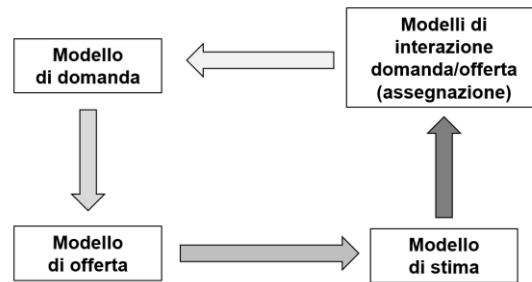 Modello
di domanda
Modelli di
interazione
domanda/offerta
(assegnazione)
Modello
di offerta
Modello
di stima